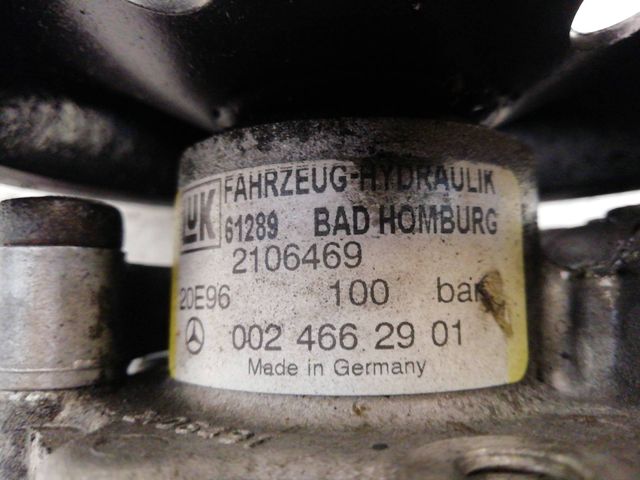 LUK FAHRZEUG-HYDRAULIK
61289 BAD HOMBURG
2106469
20E96 100 bar
002 466 29 01
Made in Germany